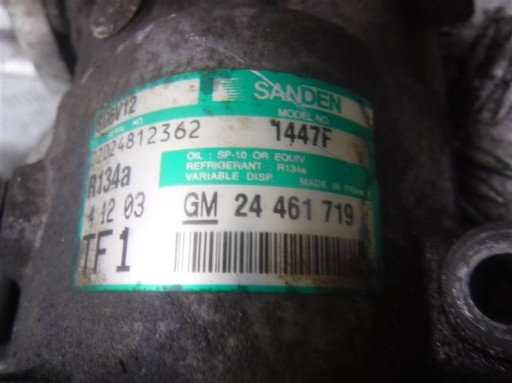 SD6V12 SANDEN
SERIAL NO. MODEL NO.
02024812362 1447F
OIL : SP-10 OR EQUIV.
REFRIGERANT : R134a
VARIABLE DISP. MADE IN
R134a
4 12 03 GM 24 461 719
TF1